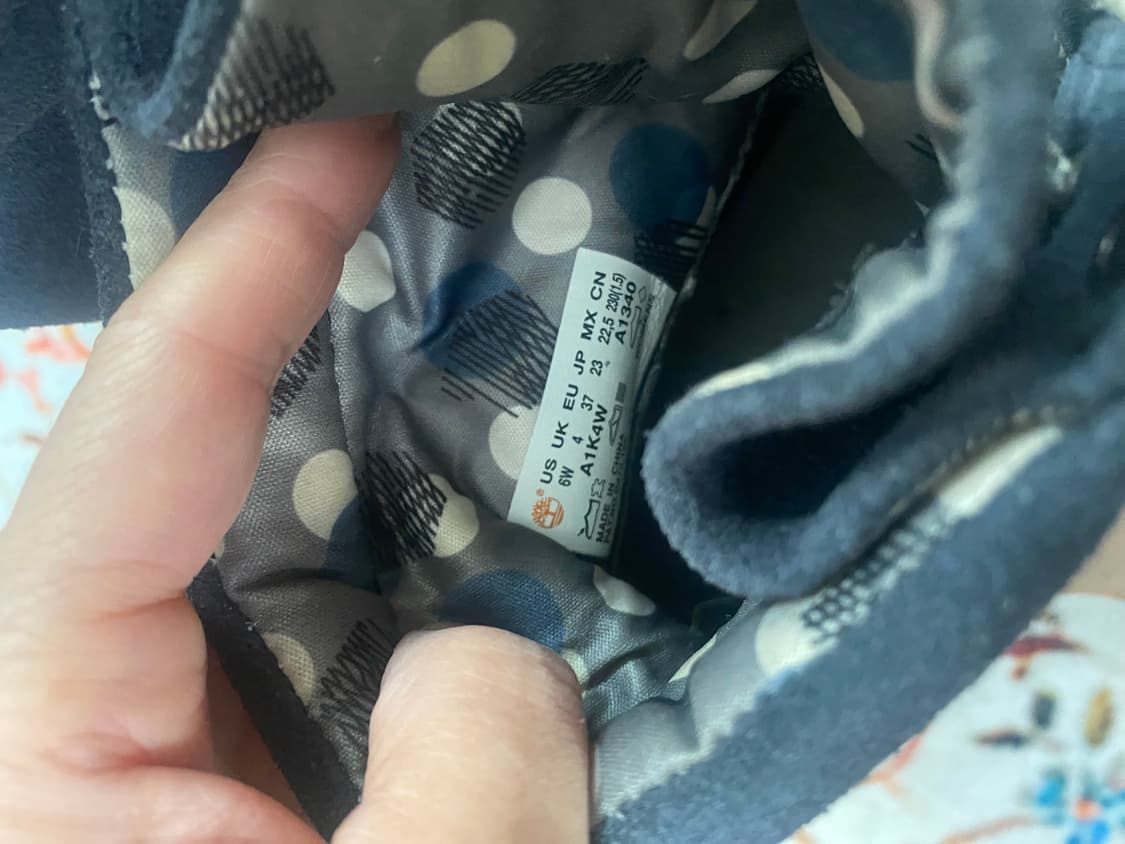 US UK EU JP MX CN
6W 4 37 23 22,5 230(1.5)
A1K4W A1340
MADE IN CHINA